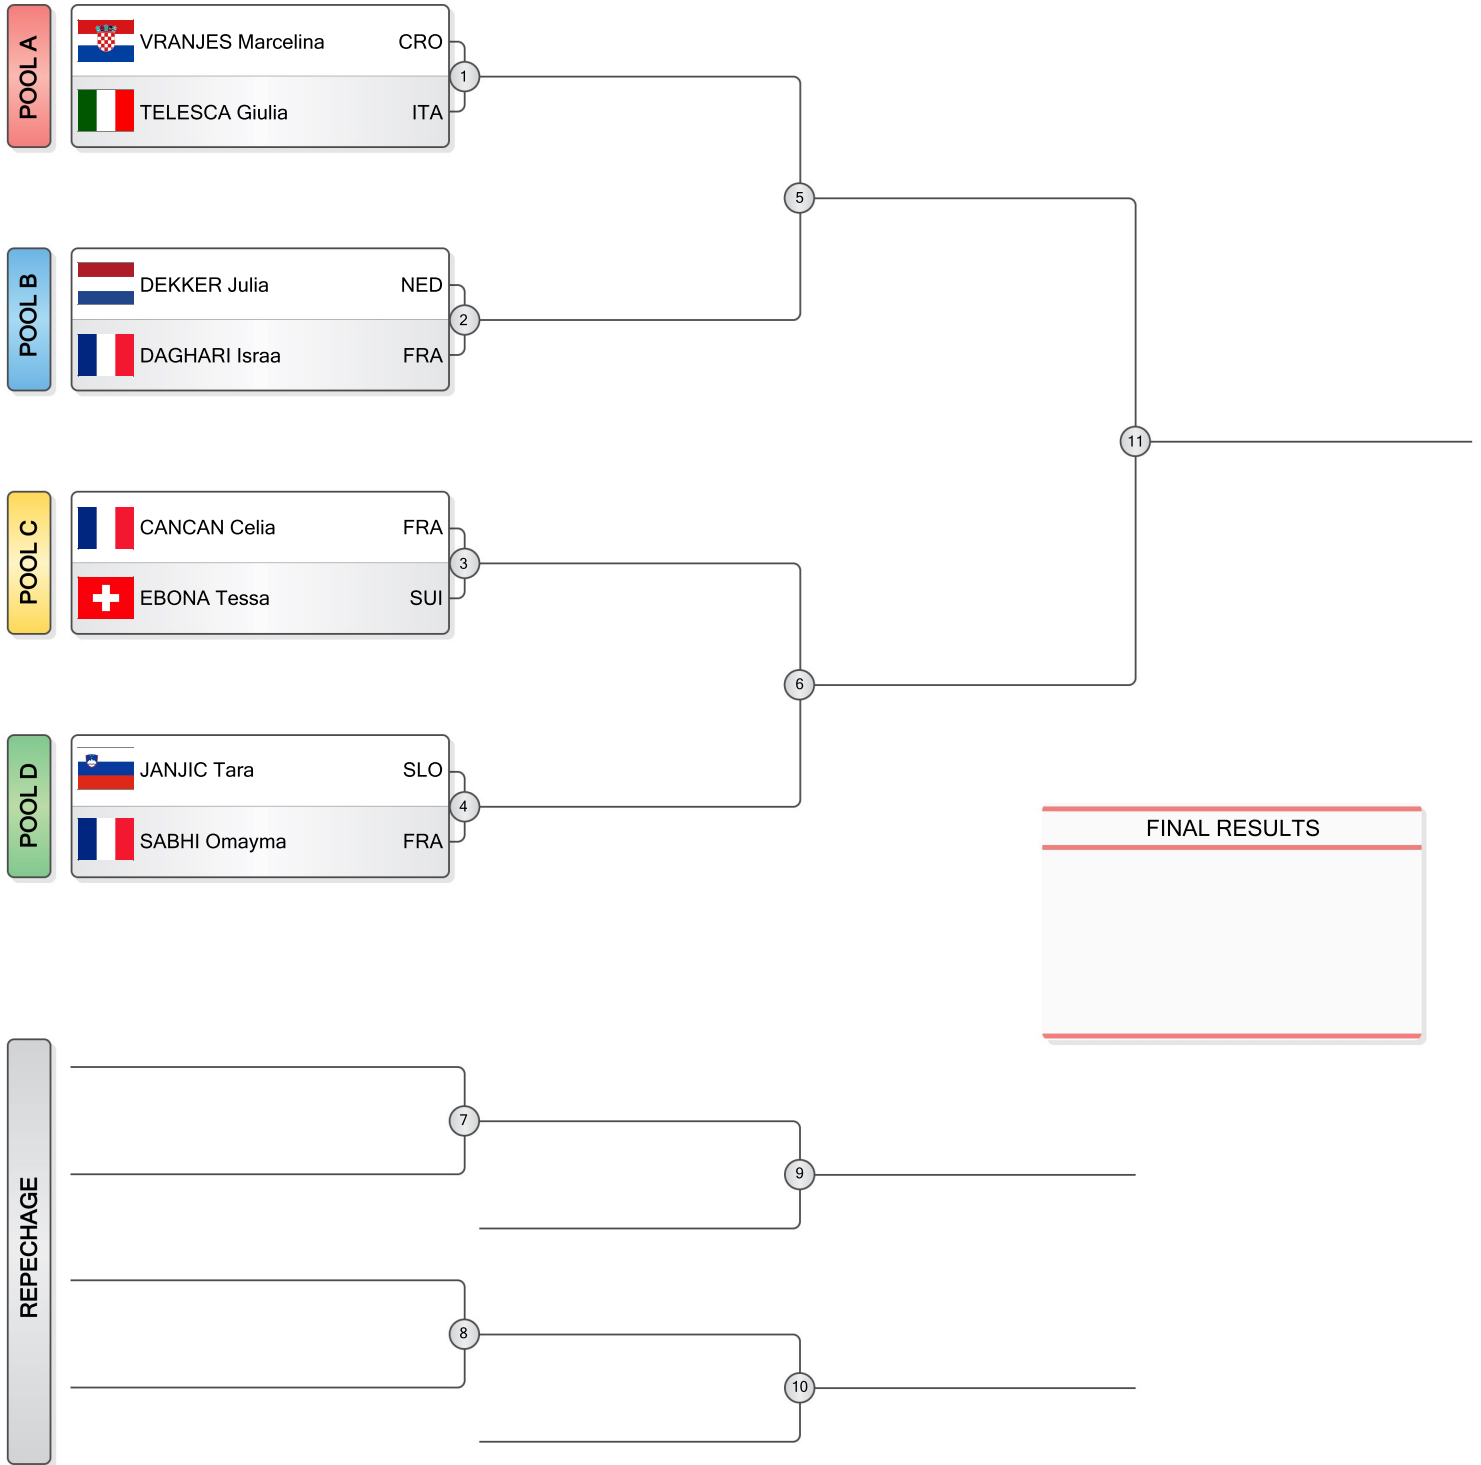 POOL A
VRANJES Marcelina CRO
1
TELESCA Giulia ITA
5
POOL B
DEKKER Julia NED
2
DAGHARI Israa FRA
11
POOL C
CANCAN Celia FRA
3
EBONA Tessa SUI
6
POOL D
JANJIC Tara SLO
4
SABHI Omayma FRA
FINAL RESULTS
REPECHAGE
7
9
8
10